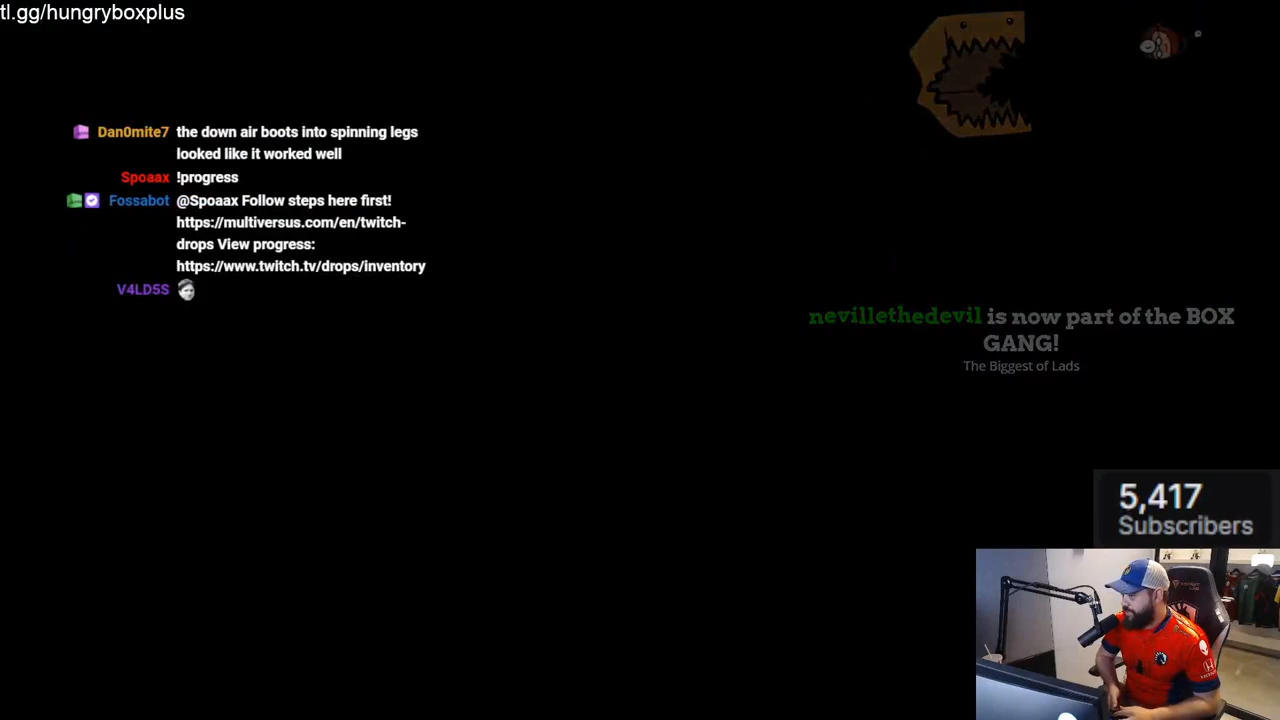 tl.gg/hungryboxplus
Dan0mite7 the down air boots into spinning legs
looked like it worked well
Spoaax !progress
Fossabot @Spoaax Follow steps here first!
https://multiversus.com/en/twitch-
drops View progress:
https://www.twitch.tv/drops/inventory
V4LD5S
nevillethedevil is now part of the BOX
GANG!
The Biggest of Lads
5,417
Subscribers